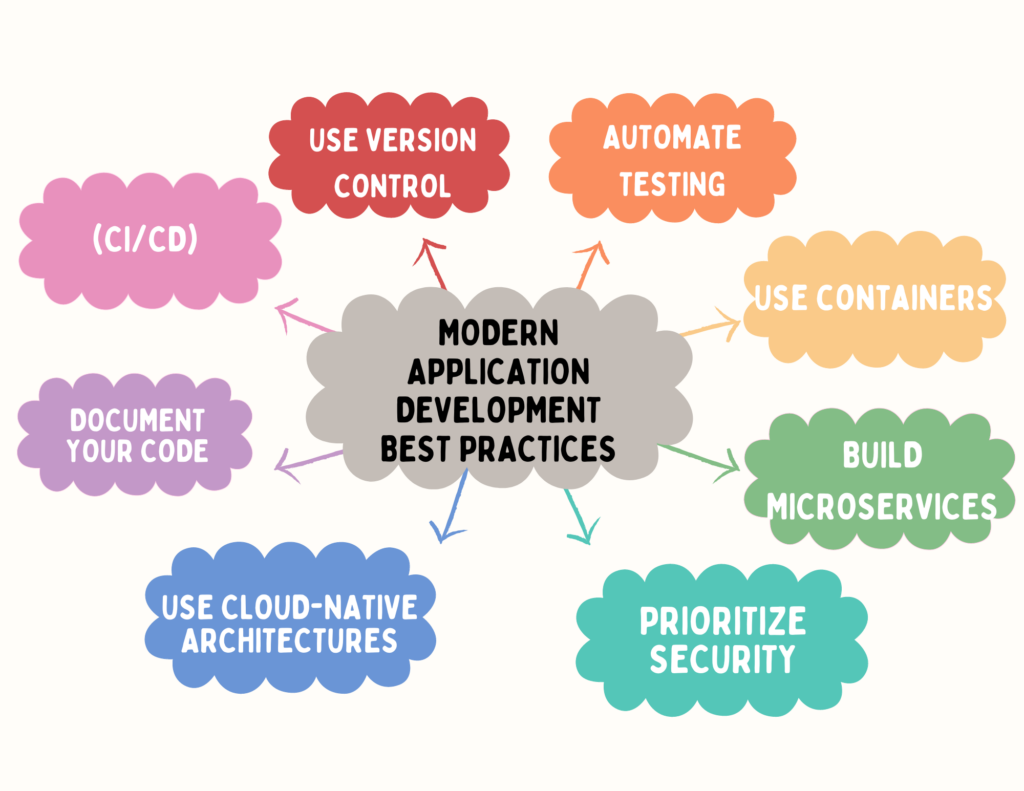 USE VERSION
CONTROL
AUTOMATE
TESTING
(CI/CD)
USE CONTAINERS
MODERN
APPLICATION
DEVELOPMENT
BEST PRACTICES
DOCUMENT
YOUR CODE
BUILD
MICROSERVICES
USE CLOUD-NATIVE
ARCHITECTURES
PRIORITIZE
SECURITY